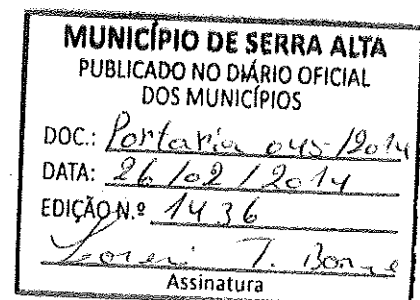 MUNICÍPIO DE SERRA ALTA
PUBLICADO NO DIÁRIO OFICIAL
DOS MUNICÍPIOS
DOC.: Portaria 045/2014
DATA: 26/02/2014
EDIÇÃO N.º 1436
T.
Assinatura